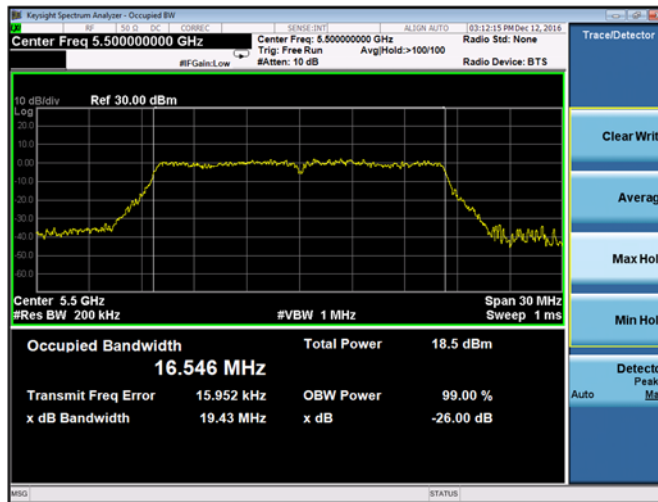 Keysight Spectrum Analyzer - Occupied BW
RF 50 Ω DC CORREC SENSE:INT ALIGN AUTO 03:12:15 PM Dec 12, 2016
Center Freq 5.500000000 GHz Center Freq: 5.500000000 GHz Radio Std: None
Trig: Free Run Avg|Hold:>100/100
#IFGain:Low #Atten: 10 dB Radio Device: BTS
Trace/Detector
10 dB/div Ref 30.00 dBm
Log
20.0
10.0
0.00
-10.0
-20.0
-30.0
-40.0
-50.0
-60.0
Center 5.5 GHz Span 30 MHz
#Res BW 200 kHz #VBW 1 MHz Sweep 1 ms
Occupied Bandwidth Total Power 18.5 dBm
16.546 MHz
Transmit Freq Error 15.952 kHz OBW Power 99.00 %
x dB Bandwidth 19.43 MHz x dB -26.00 dB
Clear Writ
Averag
Max Hol
Min Hol
Detecto
Peak
Auto Ma
MSG STATUS